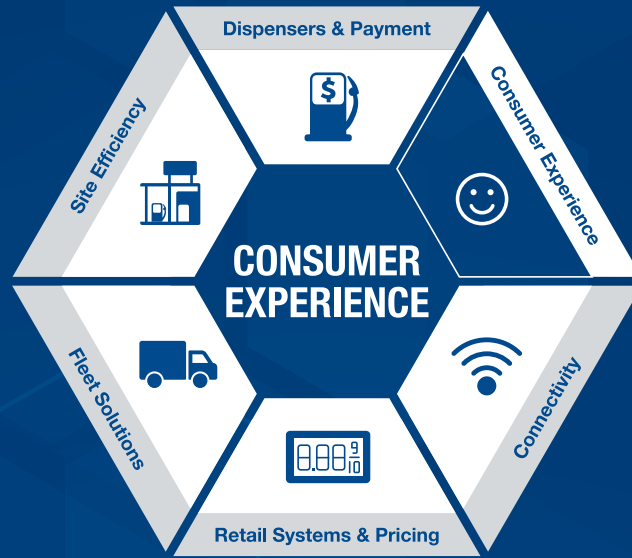 Dispensers & Payment
$
Site Efficiency
Consumer Experience
CONSUMER
EXPERIENCE
Fleet Solutions
Connectivity
8.88 9/10
Retail Systems & Pricing